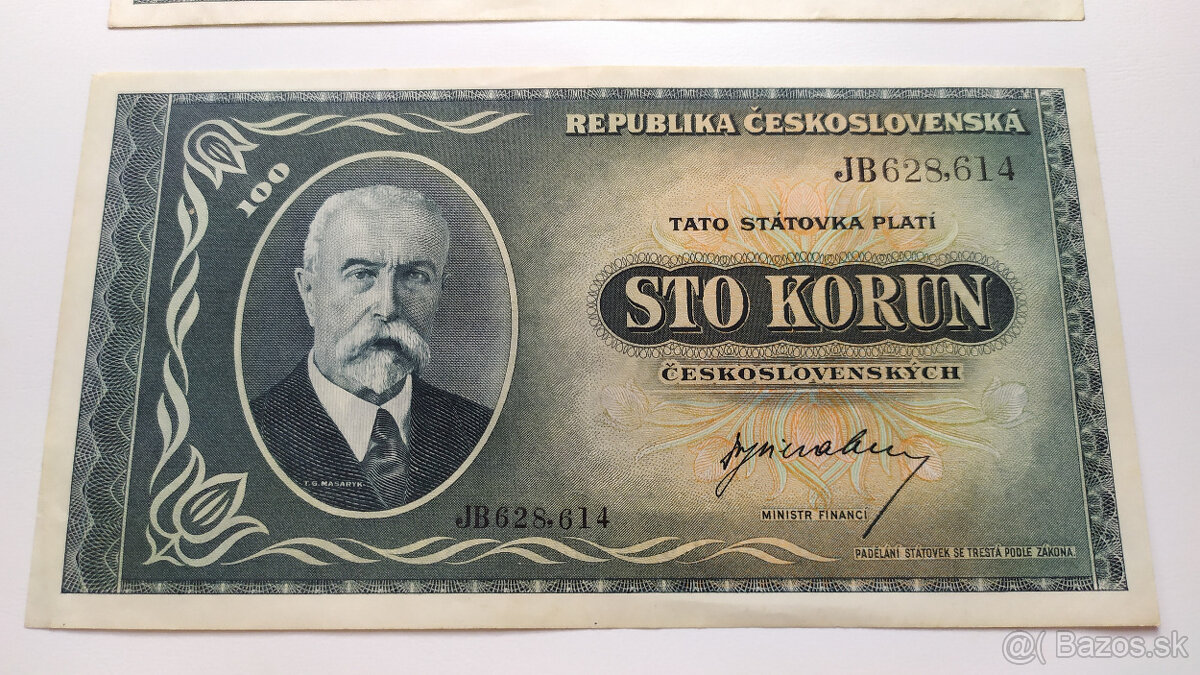 REPUBLIKA ČESKOSLOVENSKÁ
100
JB628,614
TATO STÁTOVKA PLATÍ
STO KORUN
ČESKOSLOVENSKÝCH
T. G. MASARYK
JB628,614
MINISTR FINANCÍ
PADĚLÁNÍ STÁTOVEK SE TRESTÁ PODLE ZÁKONA.
@( Bazos.sk